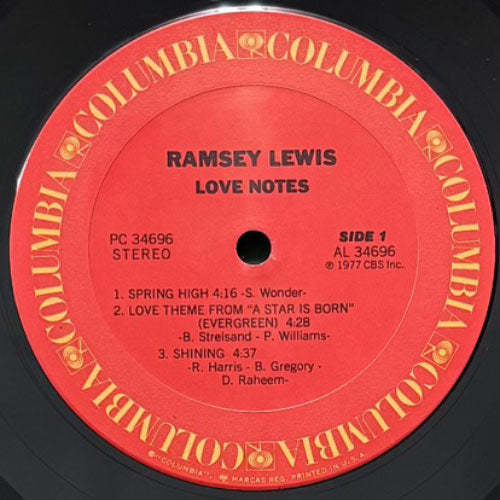 COLUMBIA COLUMBIA COLUMBIA COLUMBIA COLUMBIA COLUMBIA
RAMSEY LEWIS
LOVE NOTES
PC 34696
STEREO
SIDE 1
AL 34696
℗ 1977 CBS Inc.
1. SPRING HIGH 4:16 -S. Wonder-
2. LOVE THEME FROM "A STAR IS BORN"
(EVERGREEN) 4:28
-B. Streisand - P. Williams-
3. SHINING 4:37
-R. Harris - B. Gregory -
D. Raheem-
"COLUMBIA", MARCAS REG. PRINTED IN U.S.A.